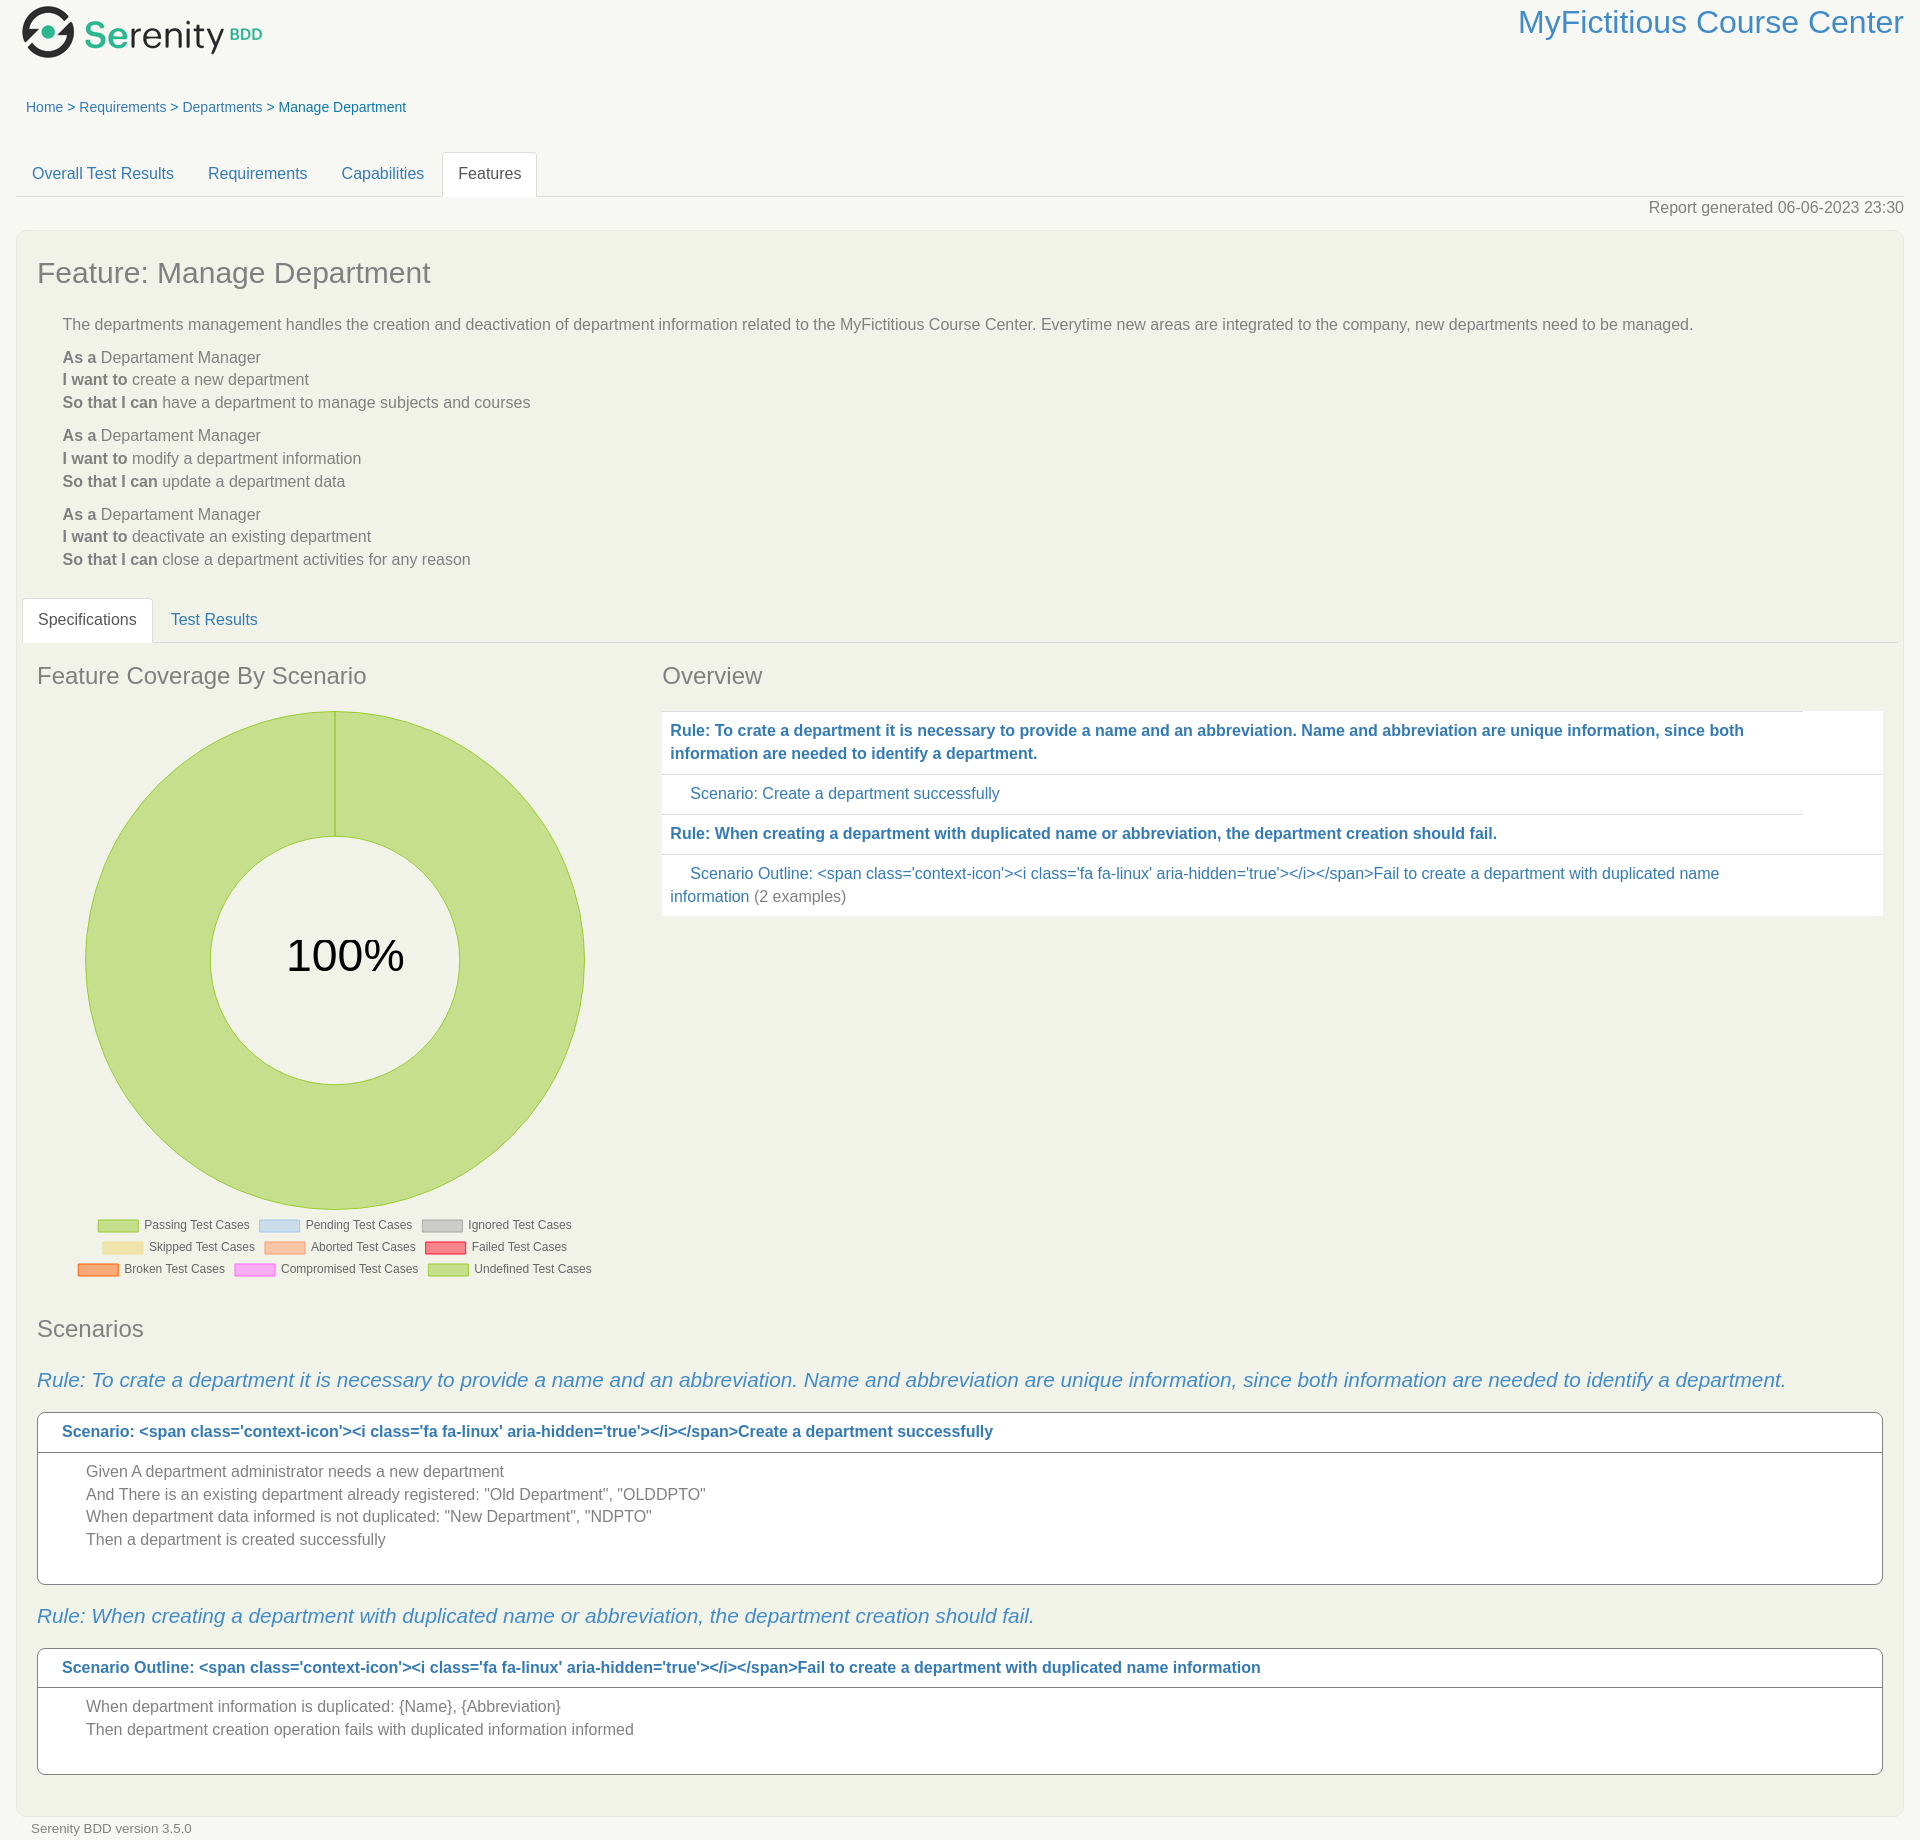 Serenity BDD
MyFictitious Course Center
Home > Requirements > Departments > Manage Department
Overall Test Results
Requirements
Capabilities
Features
Report generated 06-06-2023 23:30
Feature: Manage Department
The departments management handles the creation and deactivation of department information related to the MyFictitious Course Center. Everytime new areas are integrated to the company, new departments need to be managed.
As a Departament Manager
I want to create a new department
So that I can have a department to manage subjects and courses
As a Departament Manager
I want to modify a department information
So that I can update a department data
As a Departament Manager
I want to deactivate an existing department
So that I can close a department activities for any reason
Specifications
Test Results
Feature Coverage By Scenario
100%
Passing Test Cases
Pending Test Cases
Ignored Test Cases
Skipped Test Cases
Aborted Test Cases
Failed Test Cases
Broken Test Cases
Compromised Test Cases
Undefined Test Cases
Overview
Rule: To crate a department it is necessary to provide a name and an abbreviation. Name and abbreviation are unique information, since both
information are needed to identify a department.
Scenario: Create a department successfully
Rule: When creating a department with duplicated name or abbreviation, the department creation should fail.
Scenario Outline: <span class='context-icon'><i class='fa fa-linux' aria-hidden='true'></i></span>Fail to create a department with duplicated name
information (2 examples)
Scenarios
Rule: To crate a department it is necessary to provide a name and an abbreviation. Name and abbreviation are unique information, since both information are needed to identify a department.
Scenario: <span class='context-icon'><i class='fa fa-linux' aria-hidden='true'></i></span>Create a department successfully
Given A department administrator needs a new department
And There is an existing department already registered: "Old Department", "OLDDPTO"
When department data informed is not duplicated: "New Department", "NDPTO"
Then a department is created successfully
Rule: When creating a department with duplicated name or abbreviation, the department creation should fail.
Scenario Outline: <span class='context-icon'><i class='fa fa-linux' aria-hidden='true'></i></span>Fail to create a department with duplicated name information
When department information is duplicated: {Name}, {Abbreviation}
Then department creation operation fails with duplicated information informed
Serenity BDD version 3.5.0